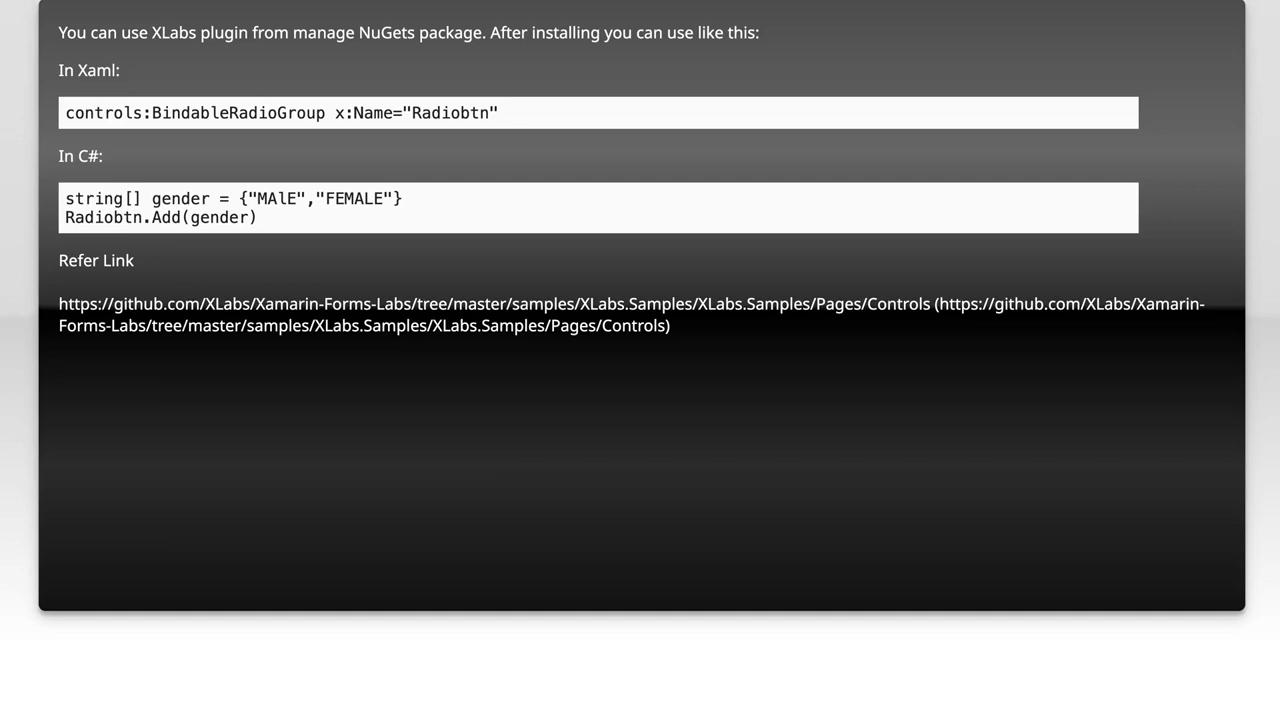 You can use XLabs plugin from manage NuGets package. After installing you can use like this:
In Xaml:
controls:BindableRadioGroup x:Name="Radiobtn"
In C#:
string[] gender = {"MAlE","FEMALE"}
Radiobtn.Add(gender)
Refer Link
https://github.com/XLabs/Xamarin-Forms-Labs/tree/master/samples/XLabs.Samples/XLabs.Samples/Pages/Controls (https://github.com/XLabs/Xamarin-
Forms-Labs/tree/master/samples/XLabs.Samples/XLabs.Samples/Pages/Controls)